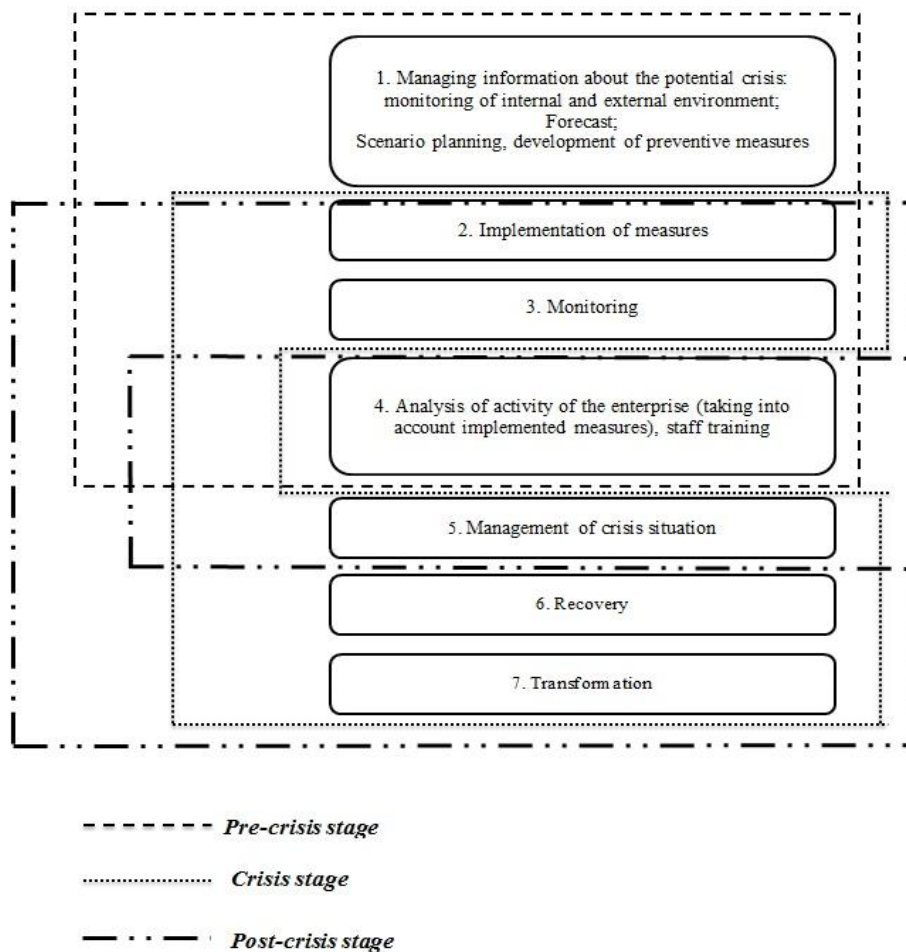 1. Managing information about the potential crisis:
monitoring of internal and external environment;
Forecast;
Scenario planning, development of preventive measures
2. Implementation of measures
3. Monitoring
4. Analysis of activity of the enterprise (taking into
account implemented measures), staff training
5. Management of crisis situation
6. Recovery
7. Transformation
Pre-crisis stage
Crisis stage
Post-crisis stage